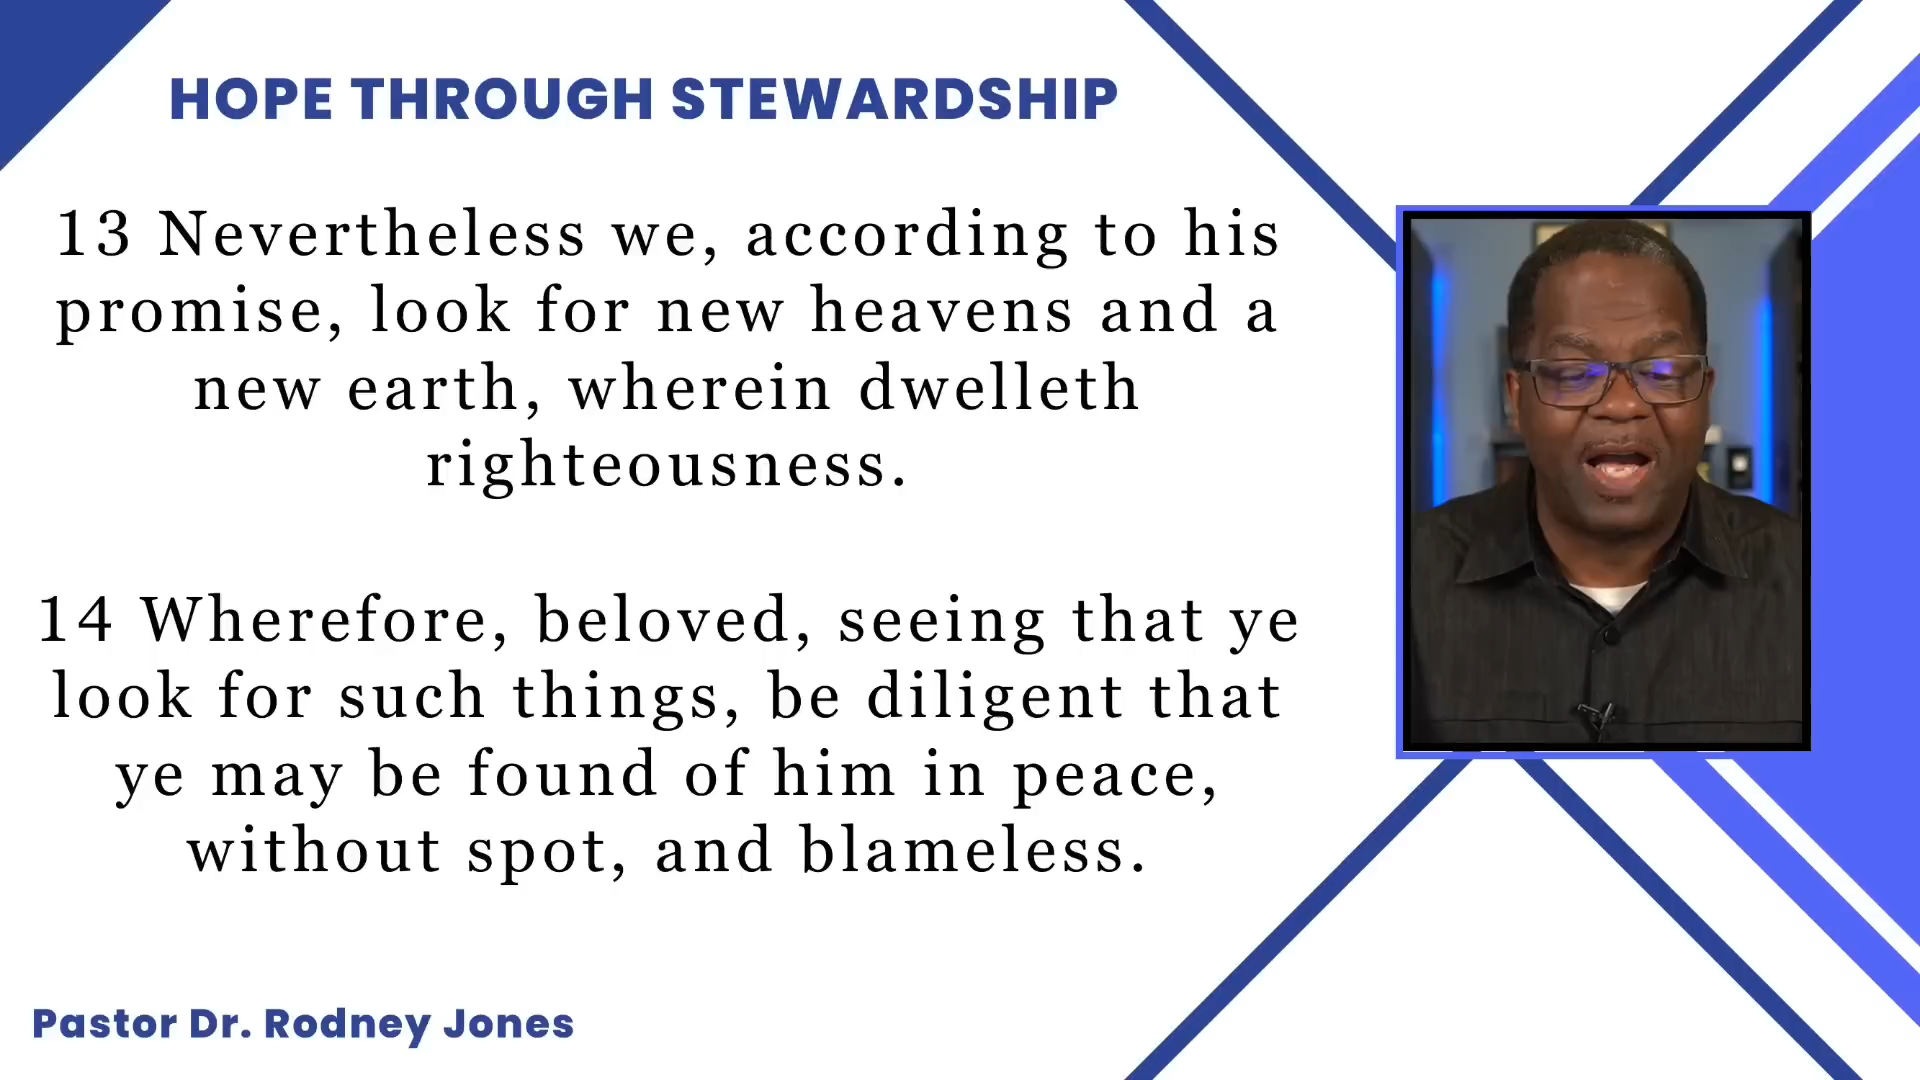 HOPE THROUGH STEWARDSHIP
13 Nevertheless we, according to his
promise, look for new heavens and a
new earth, wherein dwelleth
righteousness.
14 Wherefore, beloved, seeing that ye
look for such things, be diligent that
ye may be found of him in peace,
without spot, and blameless.
Pastor Dr. Rodney Jones